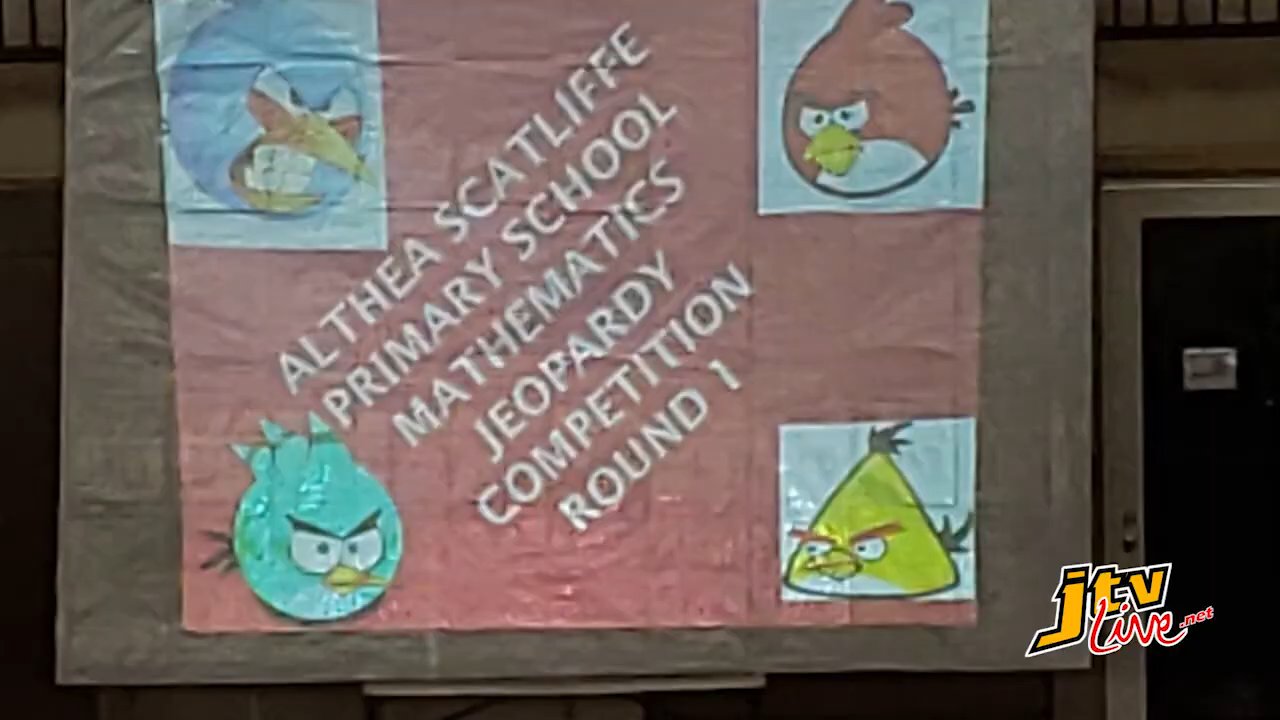 ALTHEA SCATLIFFE
PRIMARY SCHOOL
MATHEMATICS
JEOPARDY
COMPETITION
ROUND 1
jtv
Live.net